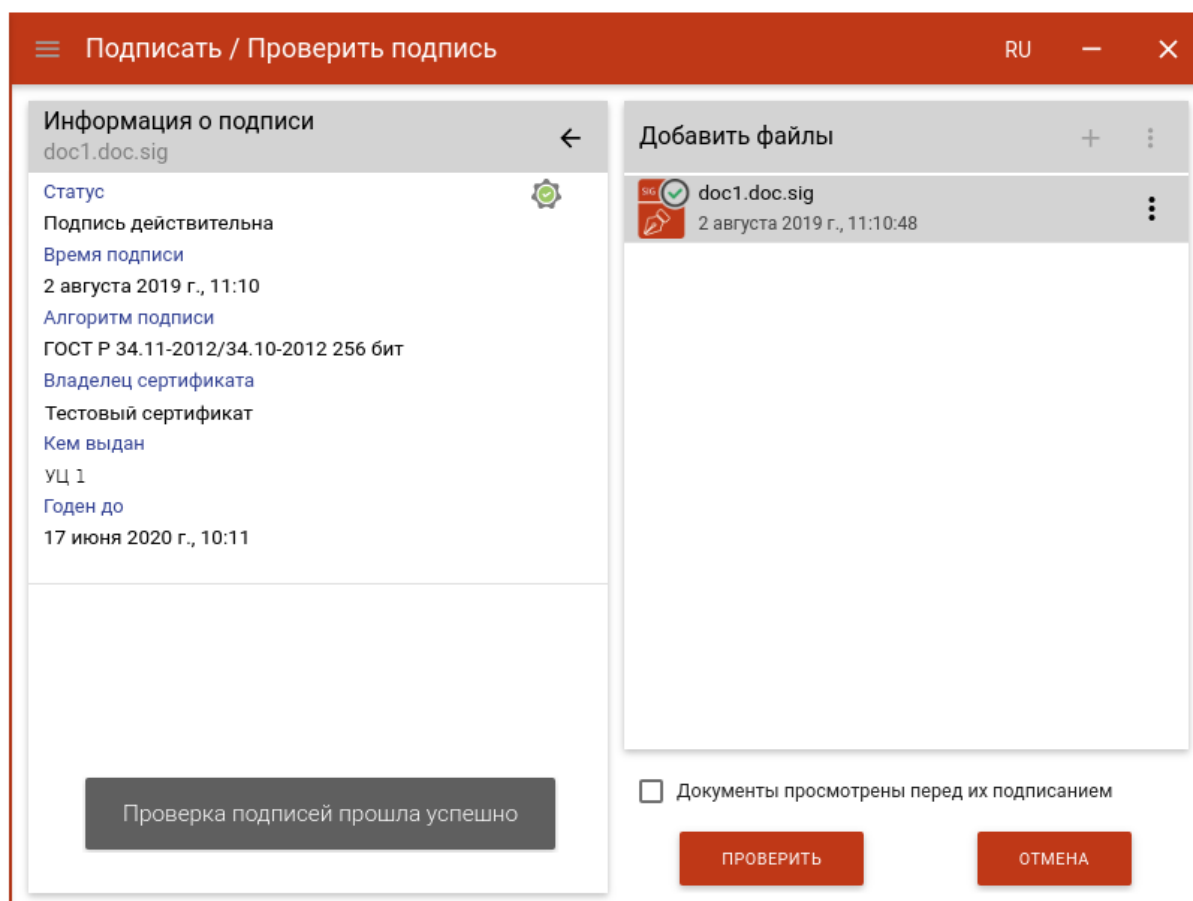 Подписать / Проверить подпись
RU
Информация о подписи
doc1.doc.sig
Статус
Подпись действительна
Время подписи
2 августа 2019 г., 11:10
Алгоритм подписи
ГОСТ Р 34.11-2012/34.10-2012 256 бит
Владелец сертификата
Тестовый сертификат
Кем выдан
УЦ 1
Годен до
17 июня 2020 г., 10:11
Проверка подписей прошла успешно
Добавить файлы
SIG
doc1.doc.sig
2 августа 2019 г., 11:10:48
Документы просмотрены перед их подписанием
ПРОВЕРИТЬ
ОТМЕНА